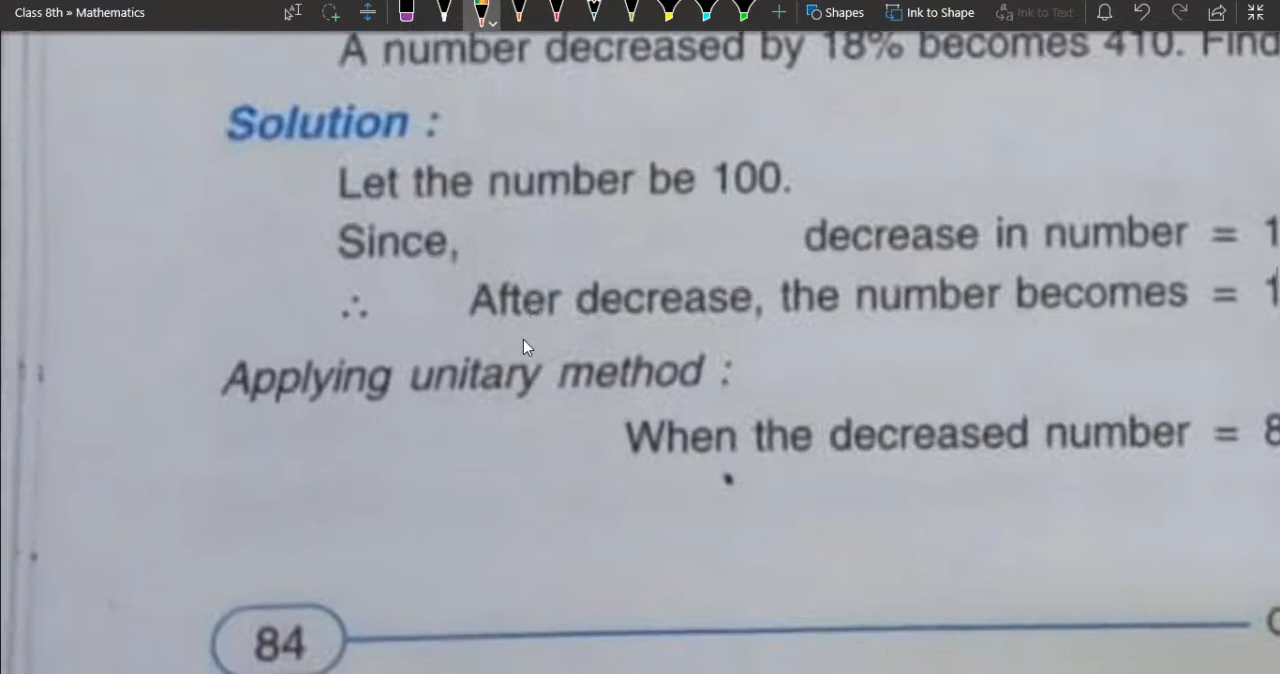 Class 8th » Mathematics
Shapes
Ink to Shape
Ink to Text
A number decreased by 18% becomes 410. Find
Solution :
Let the number be 100.
Since, decrease in number = 1
∴ After decrease, the number becomes = 1
Applying unitary method :
When the decreased number = 8
84